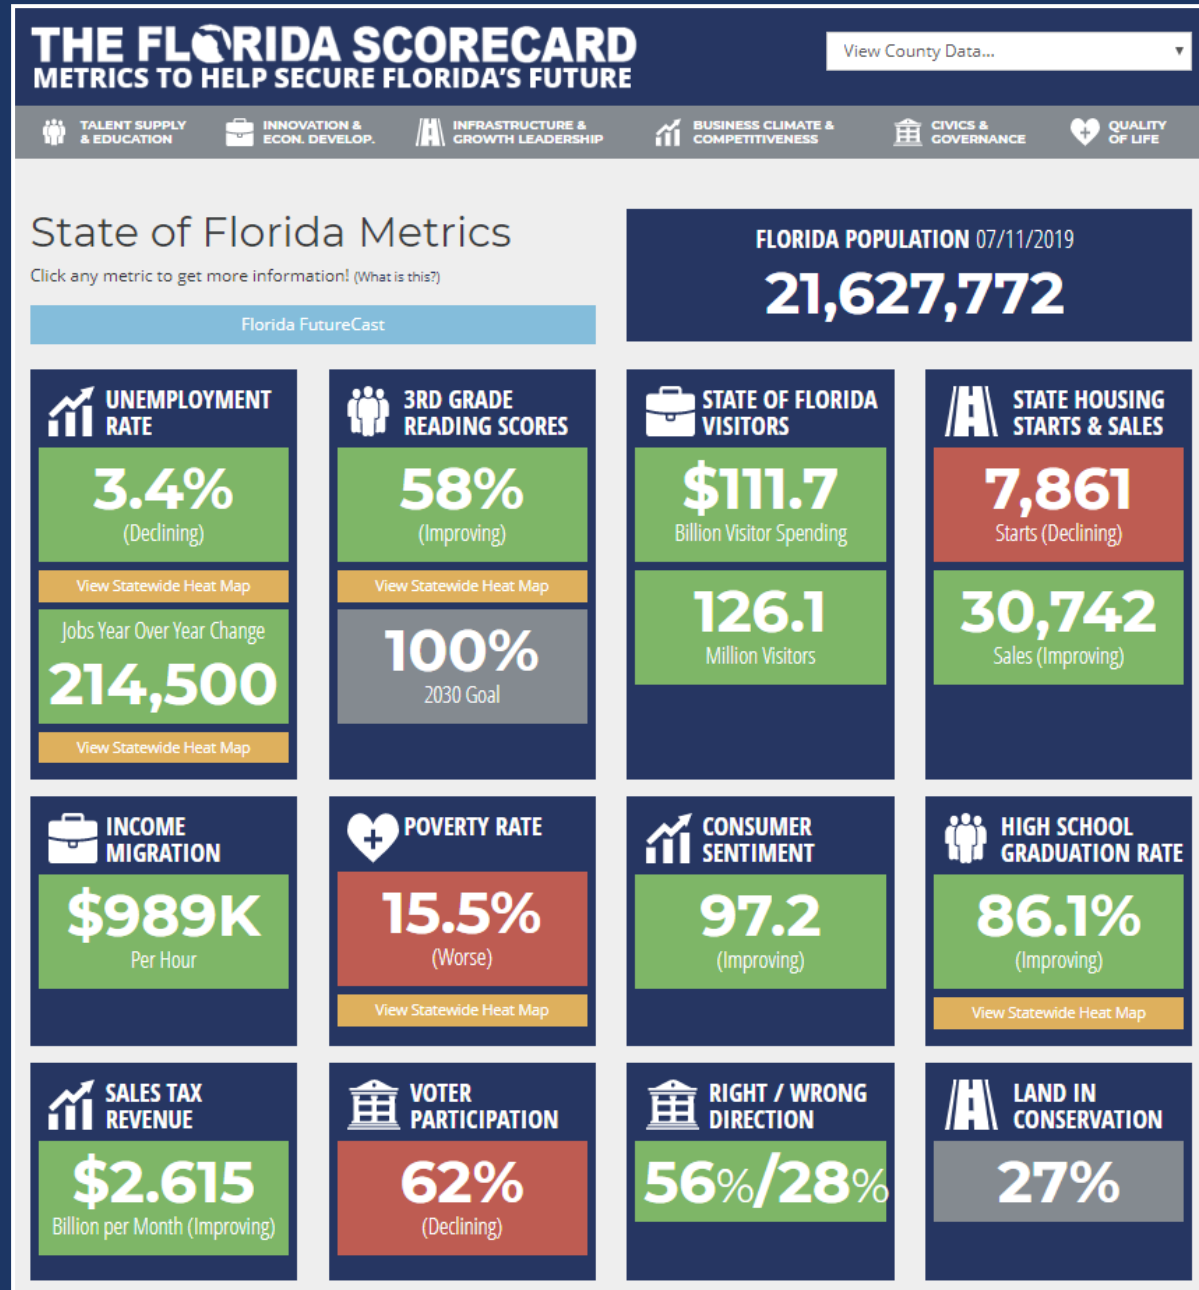 THE FLORIDA SCORECARD
METRICS TO HELP SECURE FLORIDA'S FUTURE
View County Data...
TALENT SUPPLY
& EDUCATION
INNOVATION &
ECON. DEVELOP.
INFRASTRUCTURE &
GROWTH LEADERSHIP
BUSINESS CLIMATE &
COMPETITIVENESS
CIVICS &
GOVERNANCE
QUALITY
OF LIFE
State of Florida Metrics
Click any metric to get more information! (What is this?)
Florida FutureCast
FLORIDA POPULATION 07/11/2019
21,627,772
UNEMPLOYMENT
RATE
3.4%
(Declining)
View Statewide Heat Map
Jobs Year Over Year Change
214,500
View Statewide Heat Map
3RD GRADE
READING SCORES
58%
(Improving)
View Statewide Heat Map
100%
2030 Goal
STATE OF FLORIDA
VISITORS
$111.7
Billion Visitor Spending
126.1
Million Visitors
STATE HOUSING
STARTS & SALES
7,861
Starts (Declining)
30,742
Sales (Improving)
INCOME
MIGRATION
$989K
Per Hour
POVERTY RATE
15.5%
(Worse)
View Statewide Heat Map
CONSUMER
SENTIMENT
97.2
(Improving)
HIGH SCHOOL
GRADUATION RATE
86.1%
(Improving)
View Statewide Heat Map
SALES TAX
REVENUE
$2.615
Billion per Month (Improving)
VOTER
PARTICIPATION
62%
(Declining)
RIGHT / WRONG
DIRECTION
56%/28%
LAND IN
CONSERVATION
27%